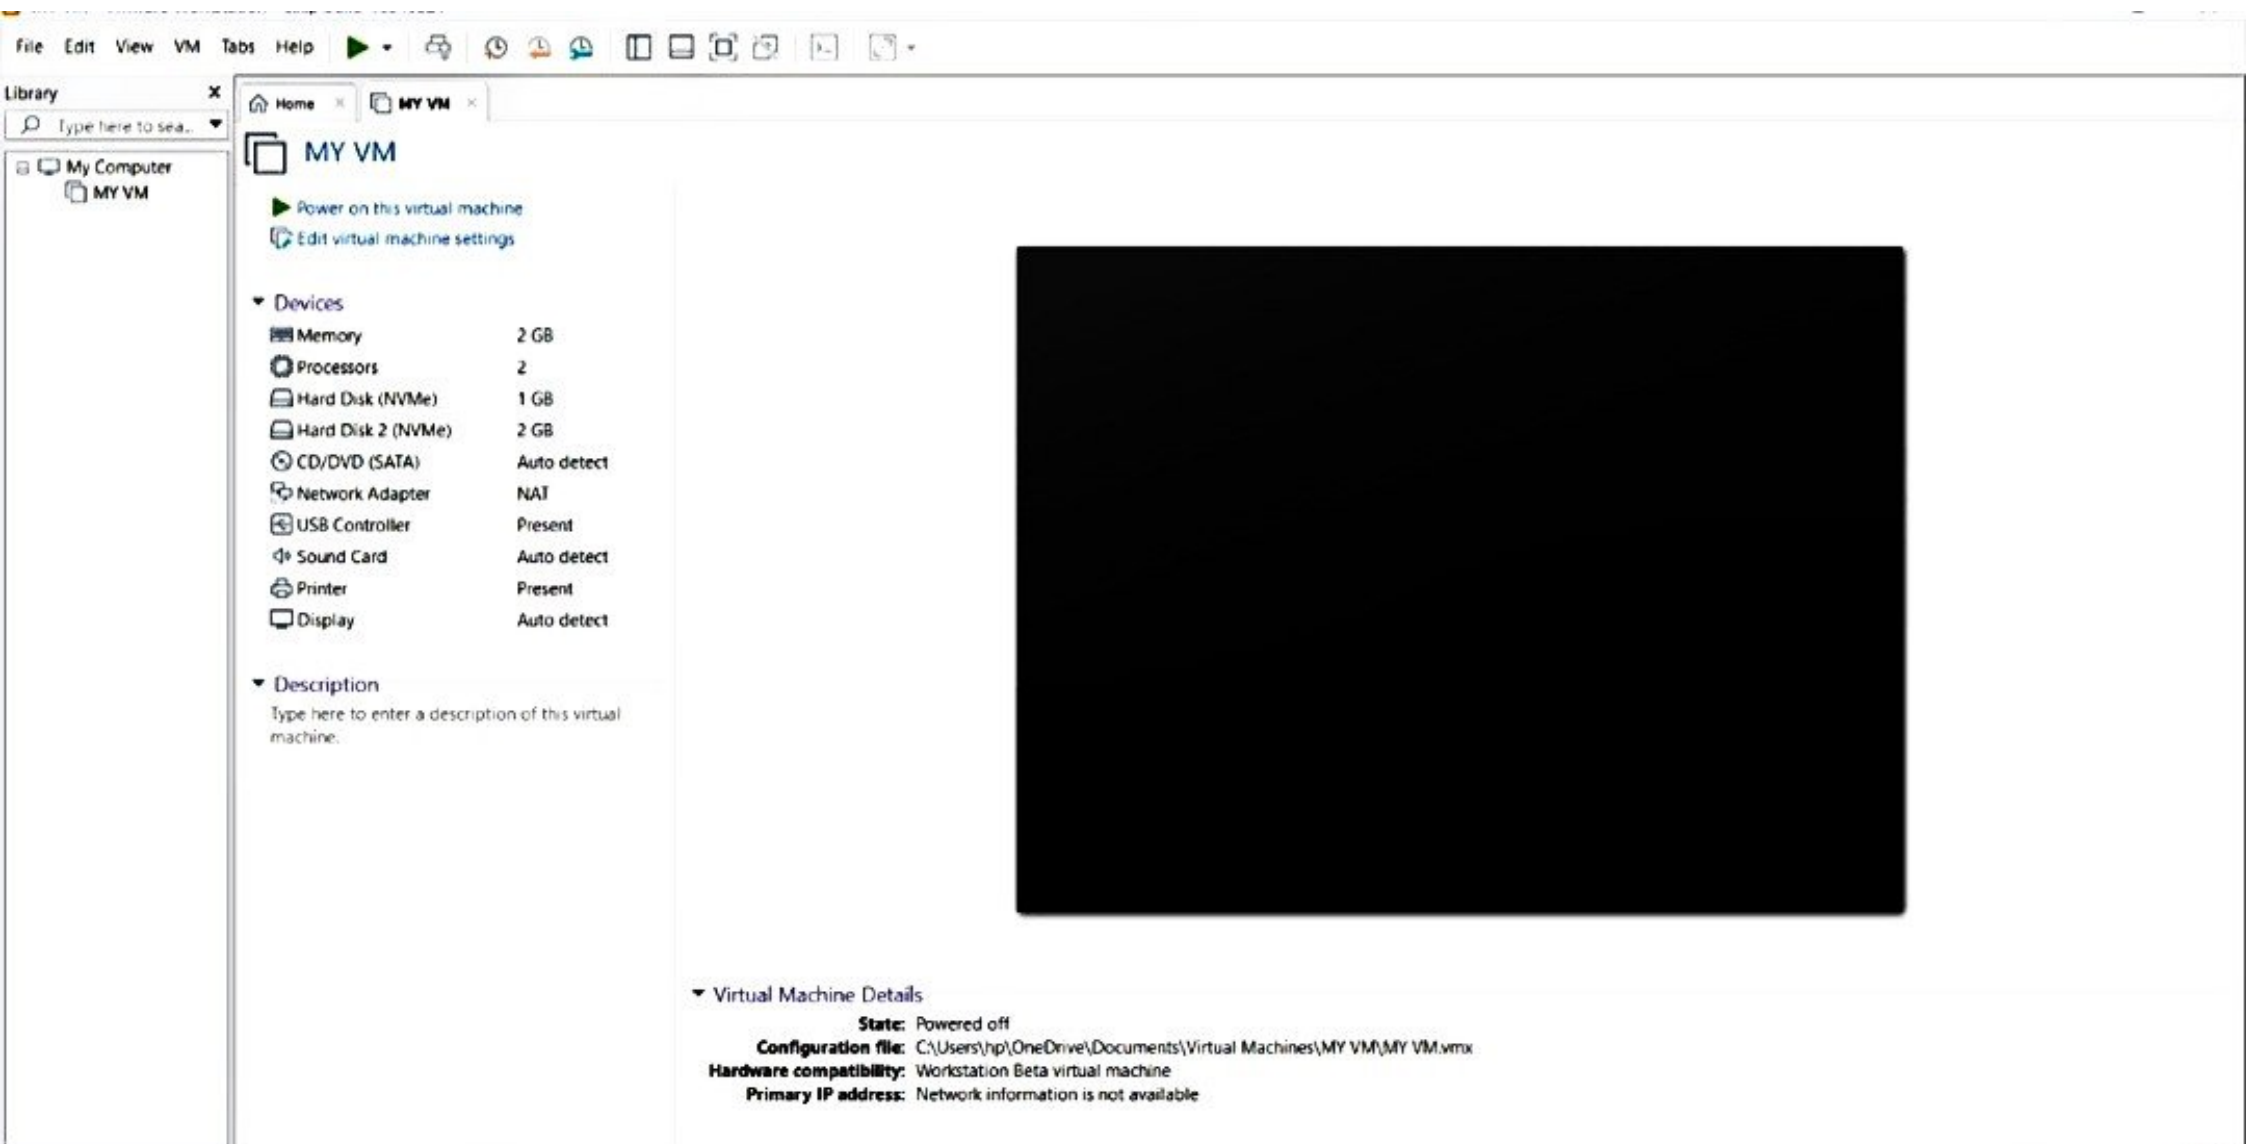 File Edit View VM Tabs Help
Library
Type here to sea..
My Computer
MY VM
Home
MY VM
MY VM
Power on this virtual machine
Edit virtual machine settings
Devices
Memory 2 GB
Processors 2
Hard Disk (NVMe) 1 GB
Hard Disk 2 (NVMe) 2 GB
CD/DVD (SATA) Auto detect
Network Adapter NAT
USB Controller Present
Sound Card Auto detect
Printer Present
Display Auto detect
Description
Type here to enter a description of this virtual
machine.
Virtual Machine Details
State: Powered off
Configuration file: C:\Users\hp\OneDrive\Documents\Virtual Machines\MY VM\MY VM.vmx
Hardware compatibility: Workstation Beta virtual machine
Primary IP address: Network information is not available